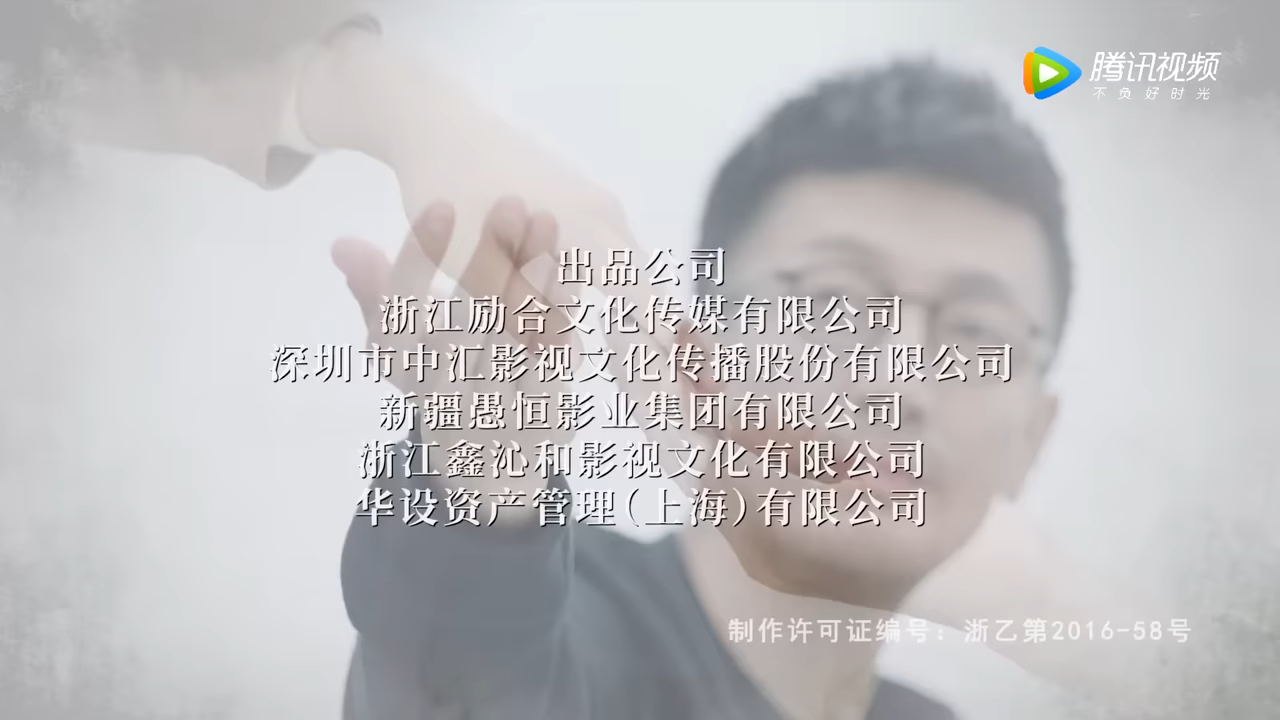 腾讯视频
不负好时光
出品公司
浙江励合文化传媒有限公司
深圳市中汇影视文化传播股份有限公司
新疆愚恒影业集团有限公司
浙江鑫沁和影视文化有限公司
华设资产管理(上海)有限公司
制作许可证编号：浙乙第2016-58号